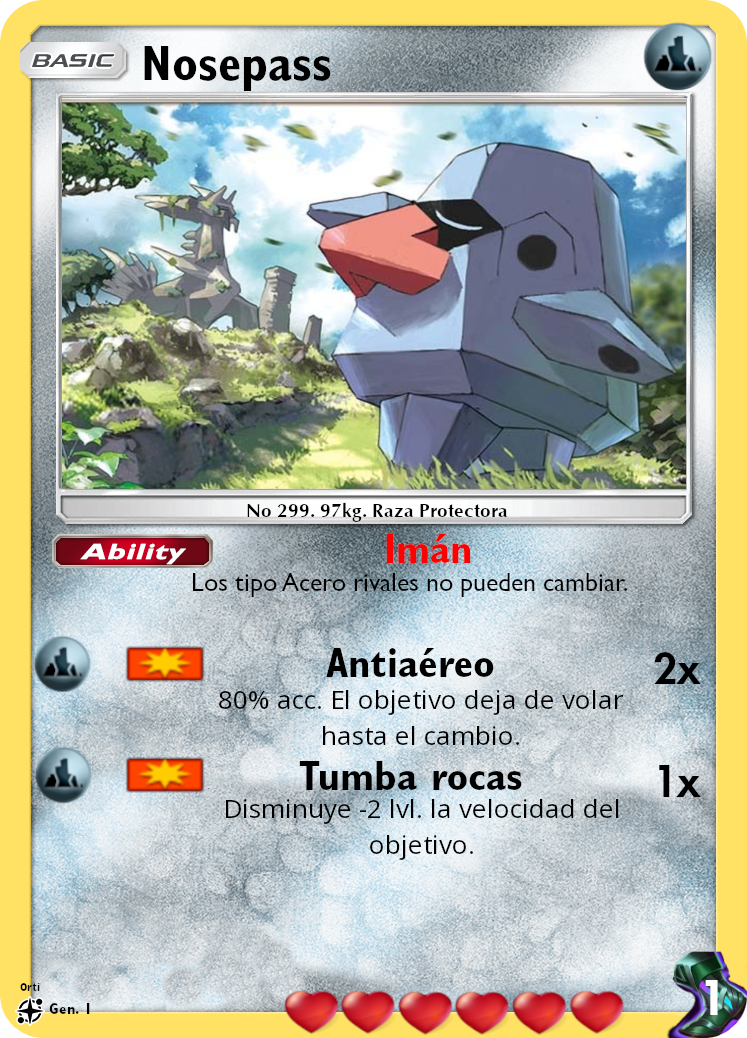 BASIC
Nosepass
No 299. 97kg. Raza Protectora
Ability
Imán
Los tipo Acero rivales no pueden cambiar.
Antiaéreo
2x
80% acc. El objetivo deja de volar
hasta el cambio.
Tumba rocas
1x
Disminuye -2 lvl. la velocidad del
objetivo.
Orti
Gen. 1
1